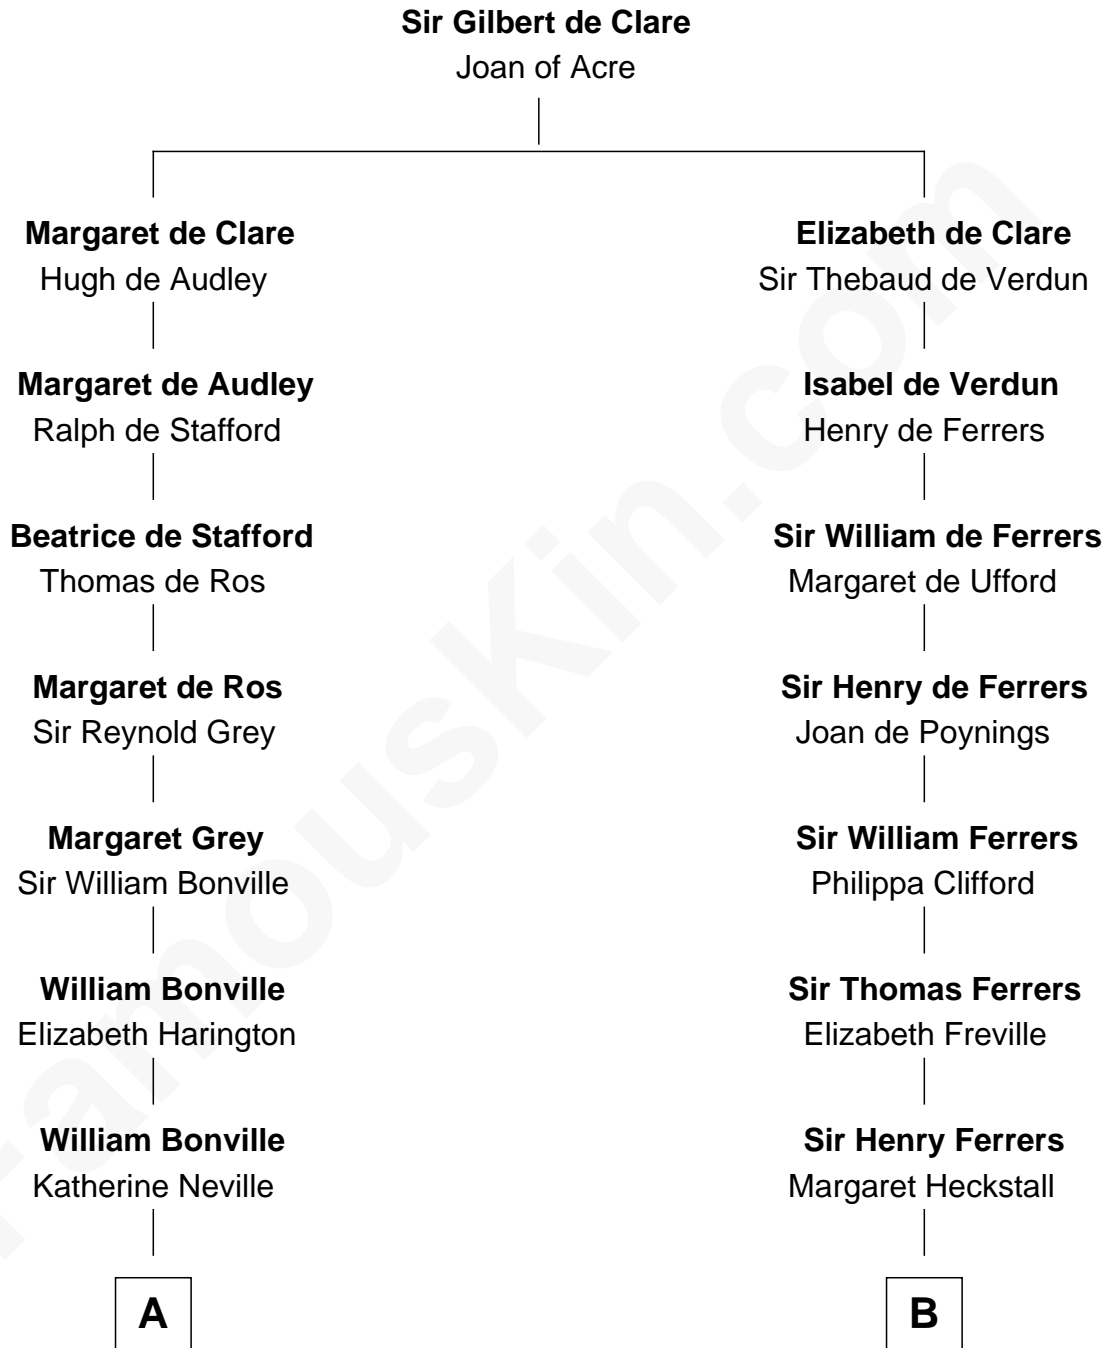 Sir Gilbert de Clare
Joan of Acre
Margaret de Clare
Hugh de Audley
Elizabeth de Clare
Sir Thebaud de Verdun
Margaret de Audley
Ralph de Stafford
Isabel de Verdun
Henry de Ferrers
Beatrice de Stafford
Thomas de Ros
Sir William de Ferrers
Margaret de Ufford
Margaret de Ros
Sir Reynold Grey
Sir Henry de Ferrers
Joan de Poynings
Margaret Grey
Sir William Bonville
Sir William Ferrers
Philippa Clifford
William Bonville
Elizabeth Harington
Sir Thomas Ferrers
Elizabeth Freville
William Bonville
Katherine Neville
Sir Henry Ferrers
Margaret Heckstall
A
B
FamousKin.com